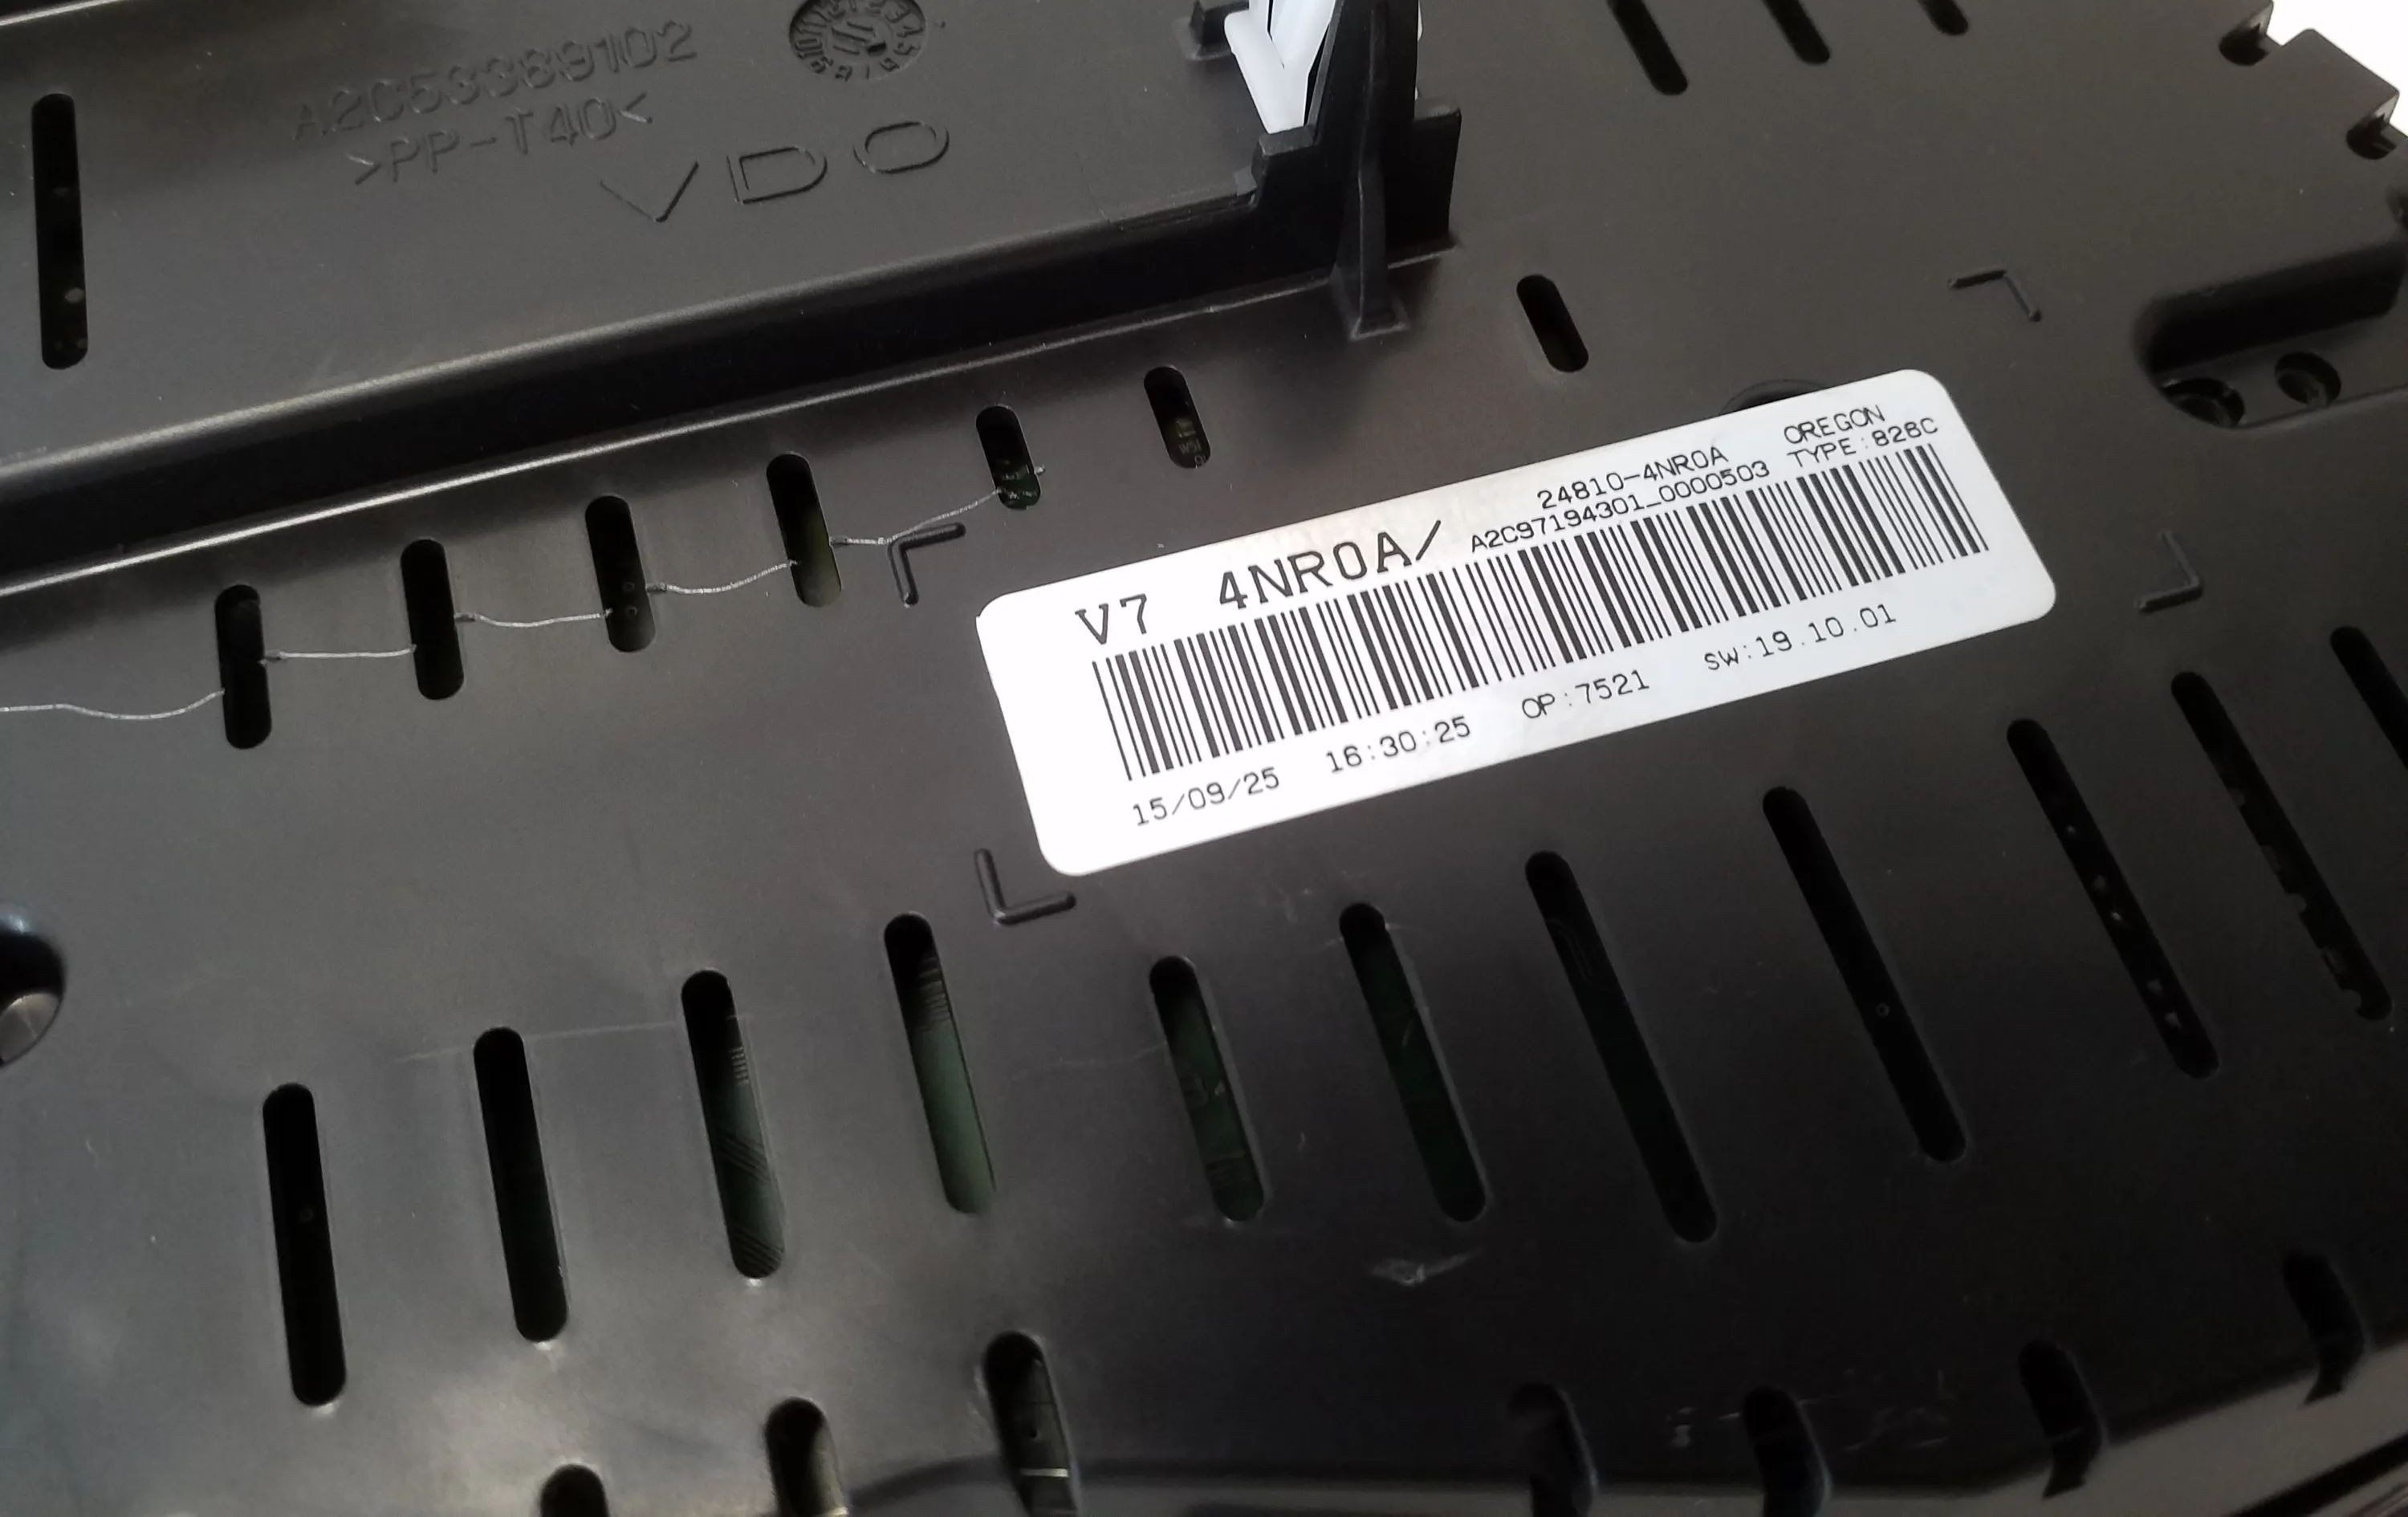 A2C53389102
>PP-T40<
VDO
OREGON
24810-4NR0A TYPE:828C
V7 4NR0A/ A2C97194301_0000503
15/09/25 16:30:25 OP:7521 SW:19.10.01